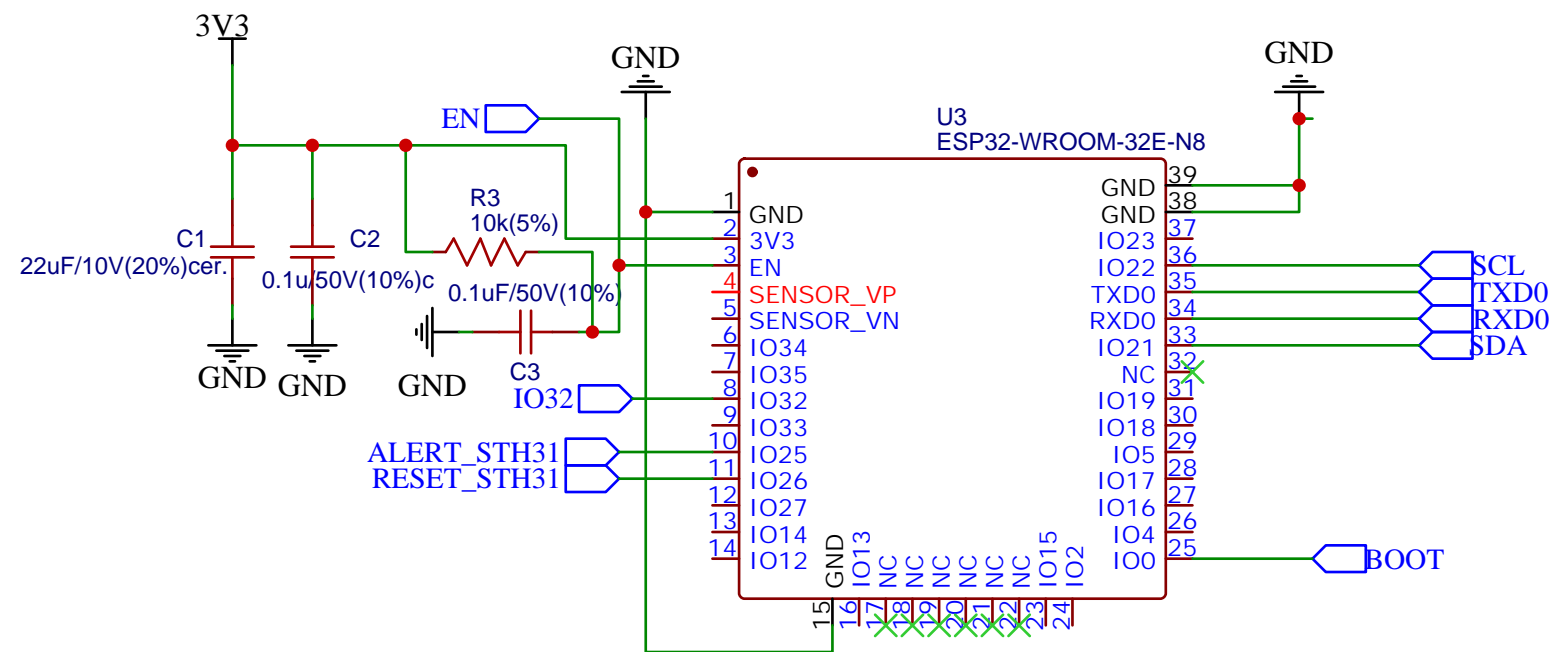 3V3
GND
GND
EN
U3
ESP32-WROOM-32E-N8
R3
10k(5%)
C1
22uF/10V(20%)cer.
C2
0.1u/50V(10%)c
0.1uF/50V(10%)
C3
GND
GND
GND
IO32
ALERT_STH31
RESET_STH31
1 GND
2 3V3
3 EN
4 SENSOR_VP
5 SENSOR_VN
6 IO34
7 IO35
8 IO32
9 IO33
10 IO25
11 IO26
12 IO27
13 IO14
14 IO12
15 GND
16 IO13
17 NC
18 NC
19 NC
20 NC
21 NC
22 NC
23 IO15
24 IO2
GND 39
GND 38
IO23 37
IO22 36
TXD0 35
RXD0 34
IO21 33
NC 32
IO19 31
IO18 30
IO5 29
IO17 28
IO16 27
IO4 26
IO0 25
SCL
TXD0
RXD0
SDA
BOOT